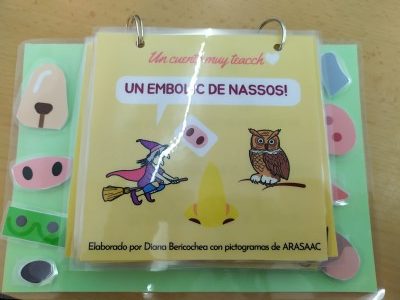 Un cuento muy teacch
UN EMBOLIC DE NASSOS!
Elaborado por Diana Bericochea con pictogramas de ARASAAC